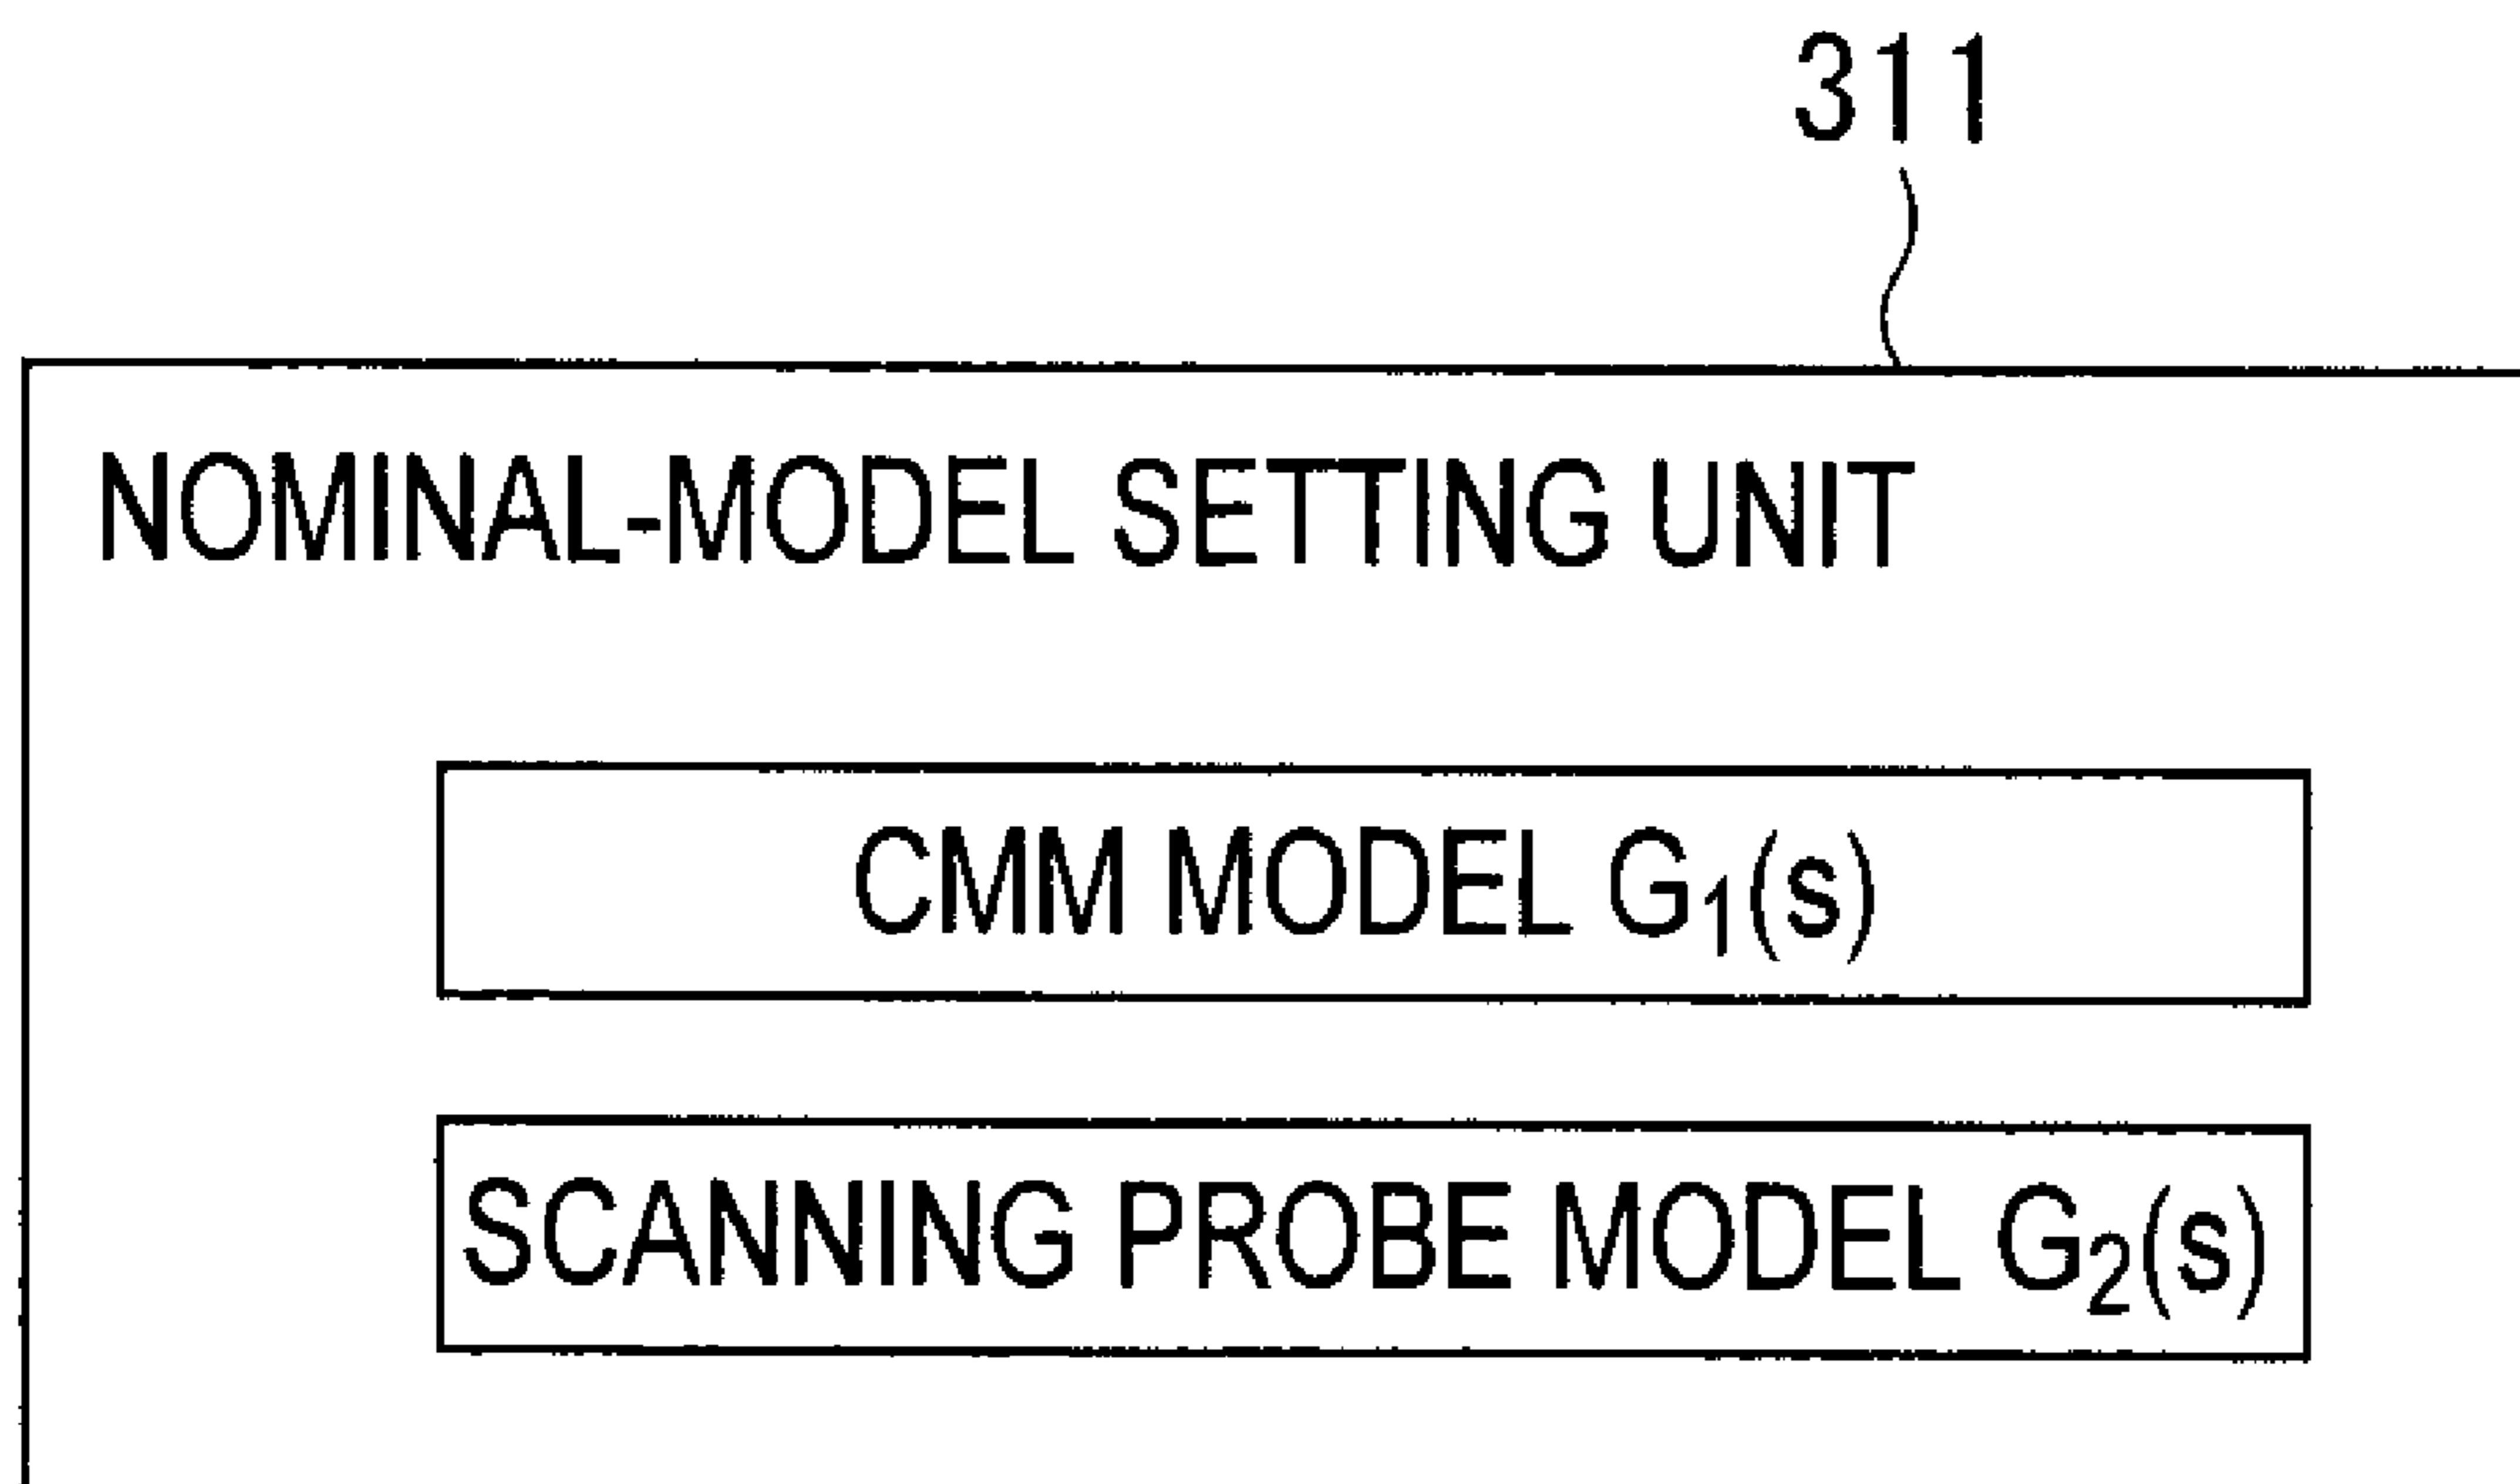 311
NOMINAL-MODEL SETTING UNIT
CMM MODEL G₁(s)
SCANNING PROBE MODEL G₂(s)